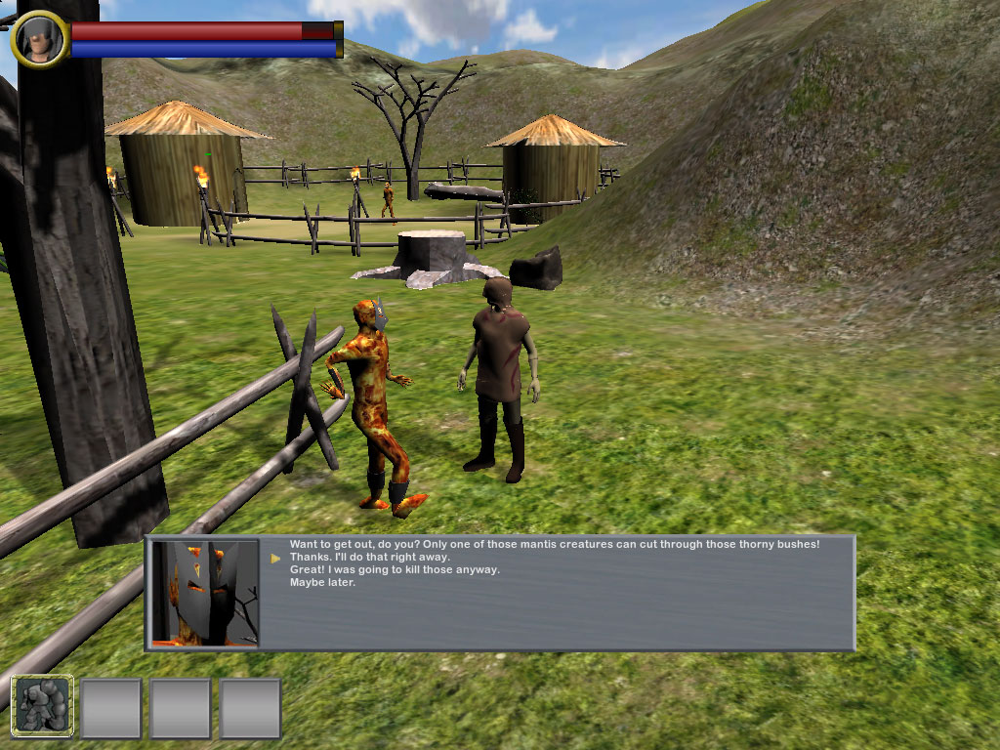 Want to get out, do you? Only one of those mantis creatures can cut through those thorny bushes!
Thanks. I'll do that right away.
Great! I was going to kill those anyway.
Maybe later.